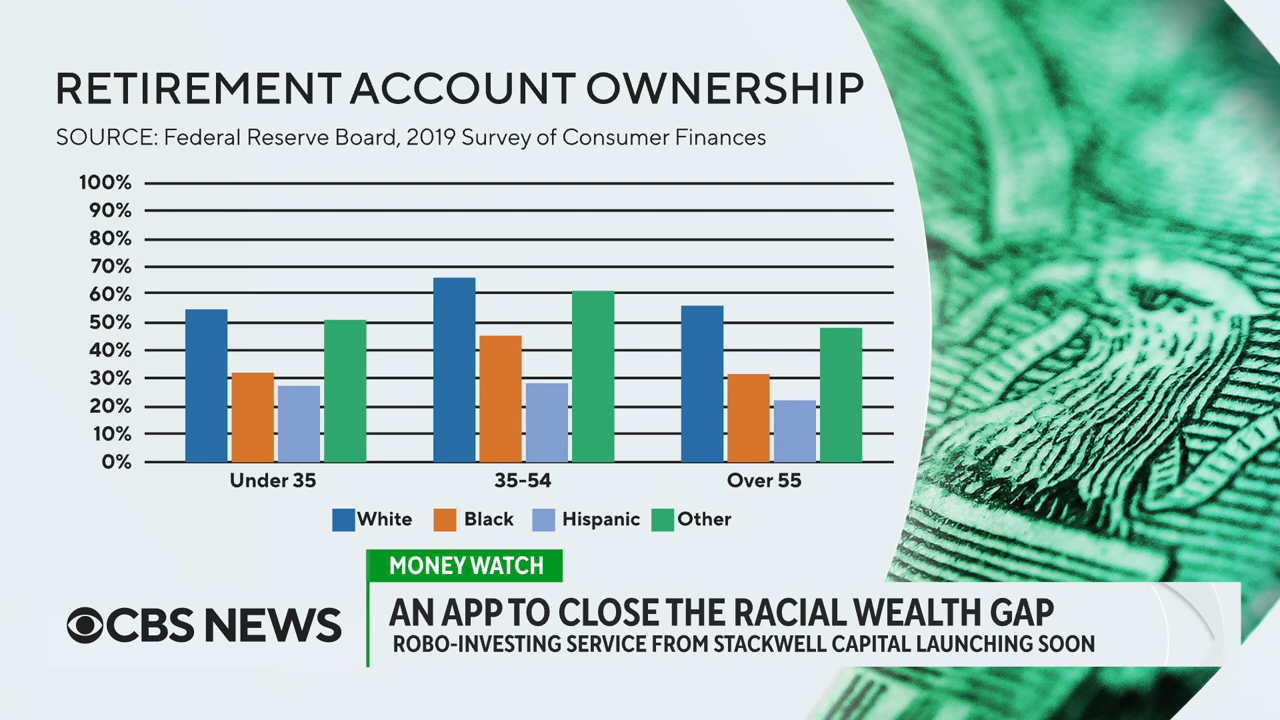 RETIREMENT ACCOUNT OWNERSHIP
SOURCE: Federal Reserve Board, 2019 Survey of Consumer Finances
100%
90%
80%
70%
60%
50%
40%
30%
20%
10%
0%
Under 35 35-54 Over 55
White Black Hispanic Other
MONEY WATCH
CBS NEWS
AN APP TO CLOSE THE RACIAL WEALTH GAP
ROBO-INVESTING SERVICE FROM STACKWELL CAPITAL LAUNCHING SOON